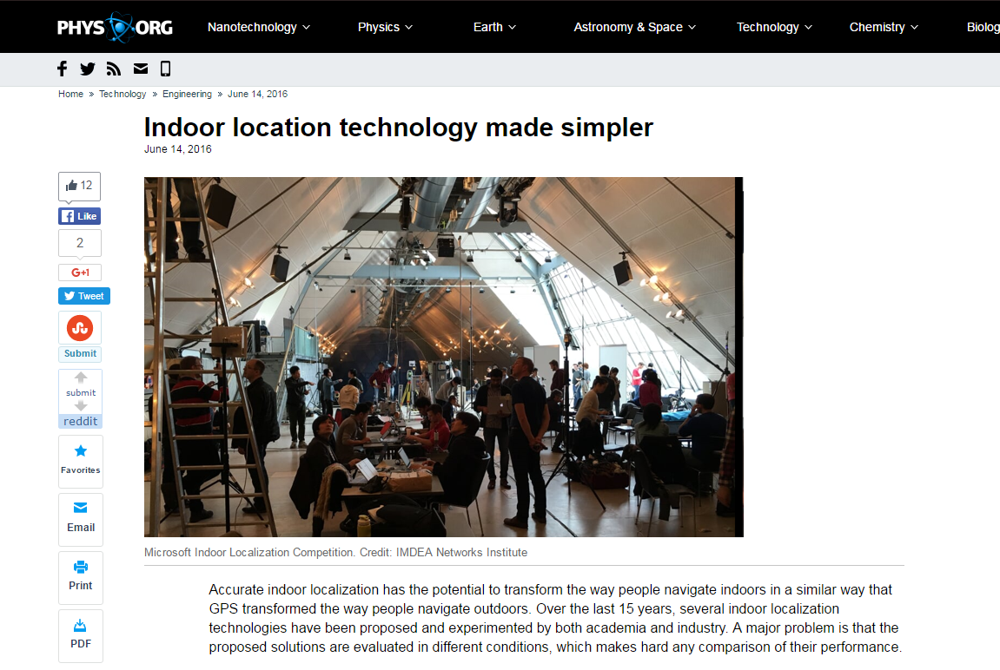 PHYS ORG
Nanotechnology
Physics
Earth
Astronomy & Space
Technology
Chemistry
Biolog
Home » Technology » Engineering » June 14, 2016
Indoor location technology made simpler
June 14, 2016
12
Like
2
G+1
Tweet
Submit
submit
reddit
Favorites
Email
Print
PDF
Microsoft Indoor Localization Competition. Credit: IMDEA Networks Institute
Accurate indoor localization has the potential to transform the way people navigate indoors in a similar way that
GPS transformed the way people navigate outdoors. Over the last 15 years, several indoor localization
technologies have been proposed and experimented by both academia and industry. A major problem is that the
proposed solutions are evaluated in different conditions, which makes hard any comparison of their performance.